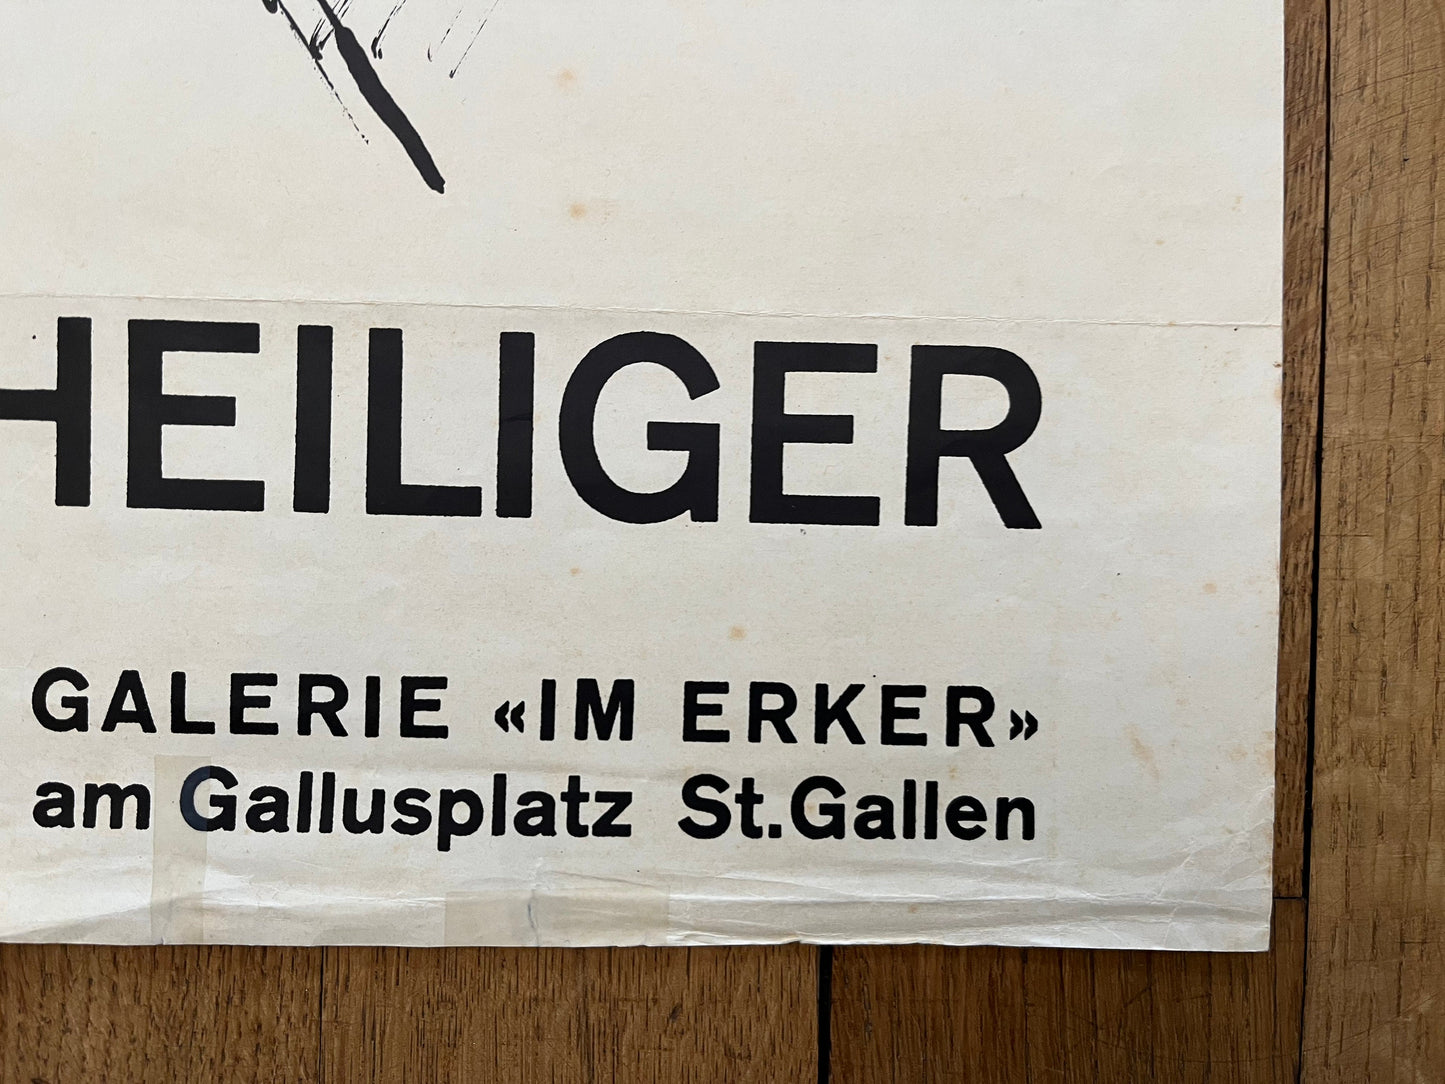 HEILIGER
GALERIE «IM ERKER»
am Gallusplatz St.Gallen